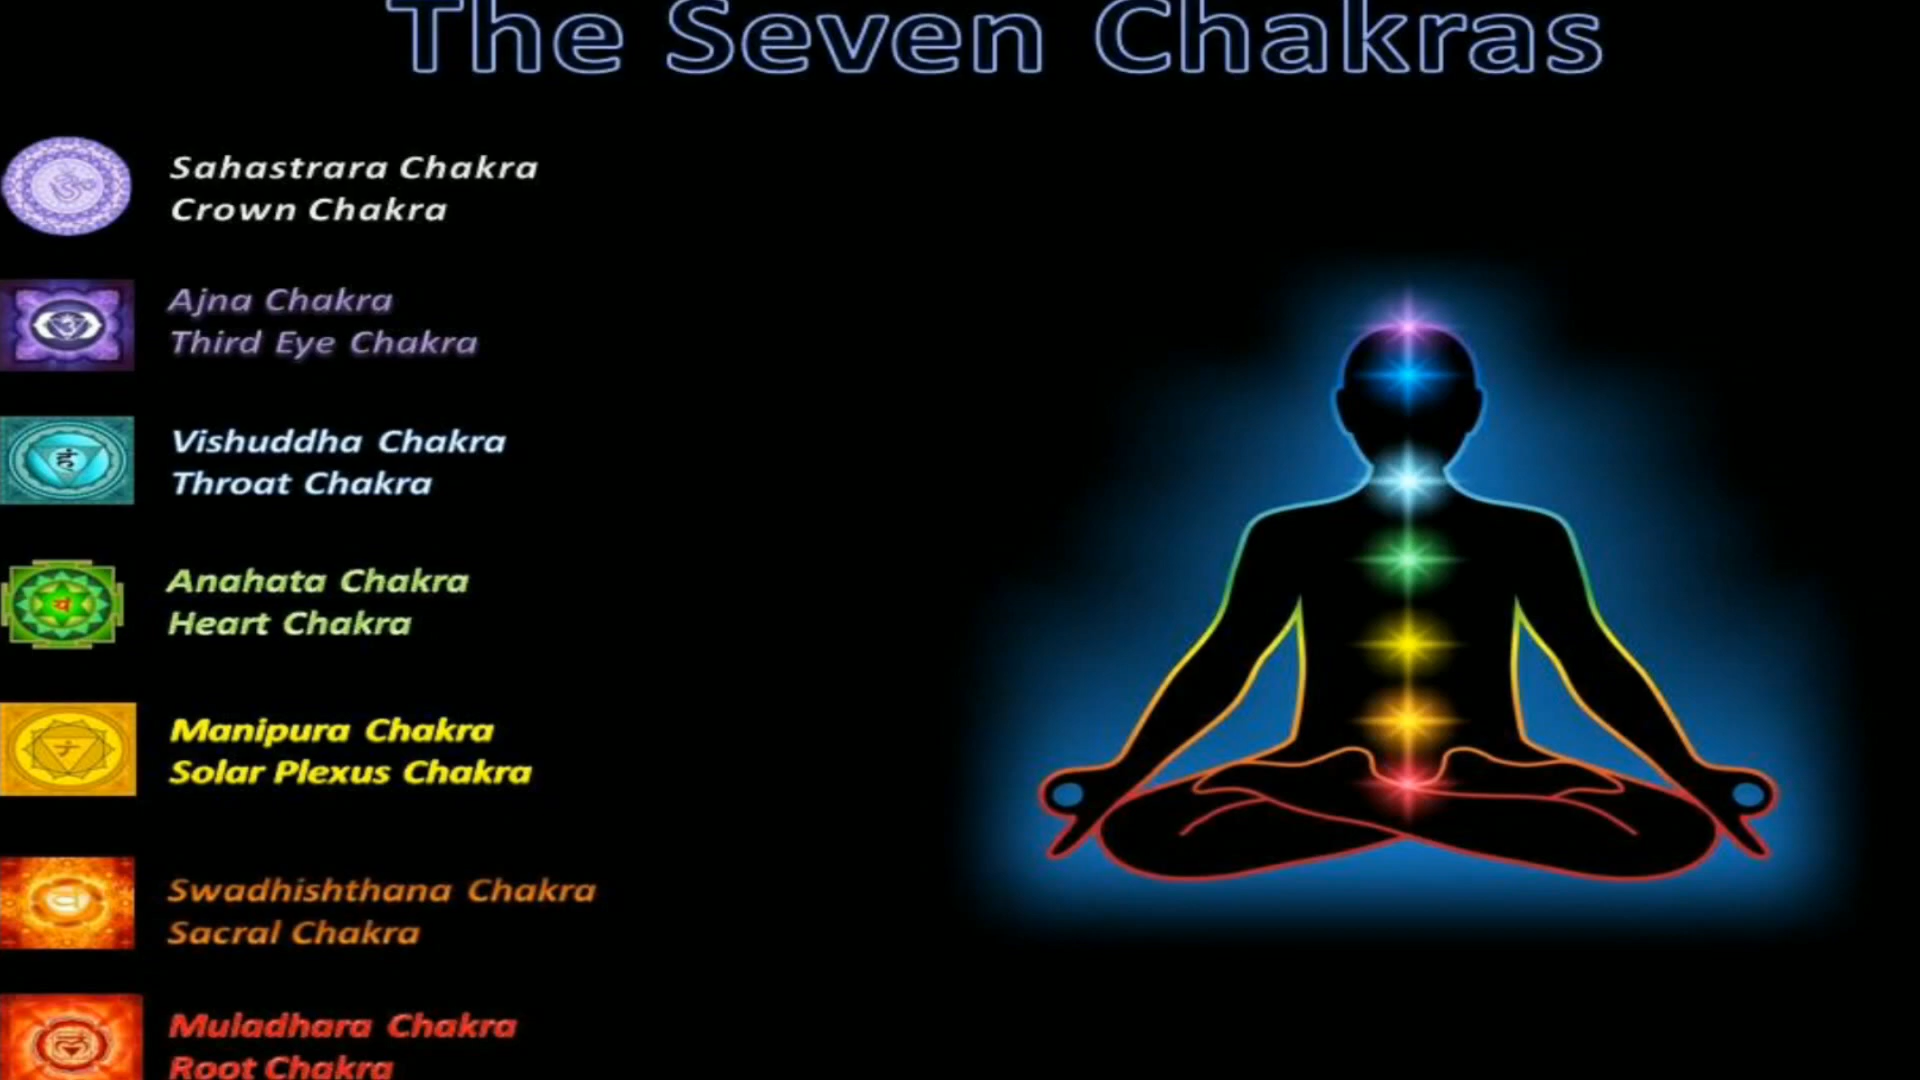 The Seven Chakras
Sahastrara Chakra
Crown Chakra
Ajna Chakra
Third Eye Chakra
Vishuddha Chakra
Throat Chakra
Anahata Chakra
Heart Chakra
Manipura Chakra
Solar Plexus Chakra
Swadhishthana Chakra
Sacral Chakra
Muladhara Chakra
Root Chakra